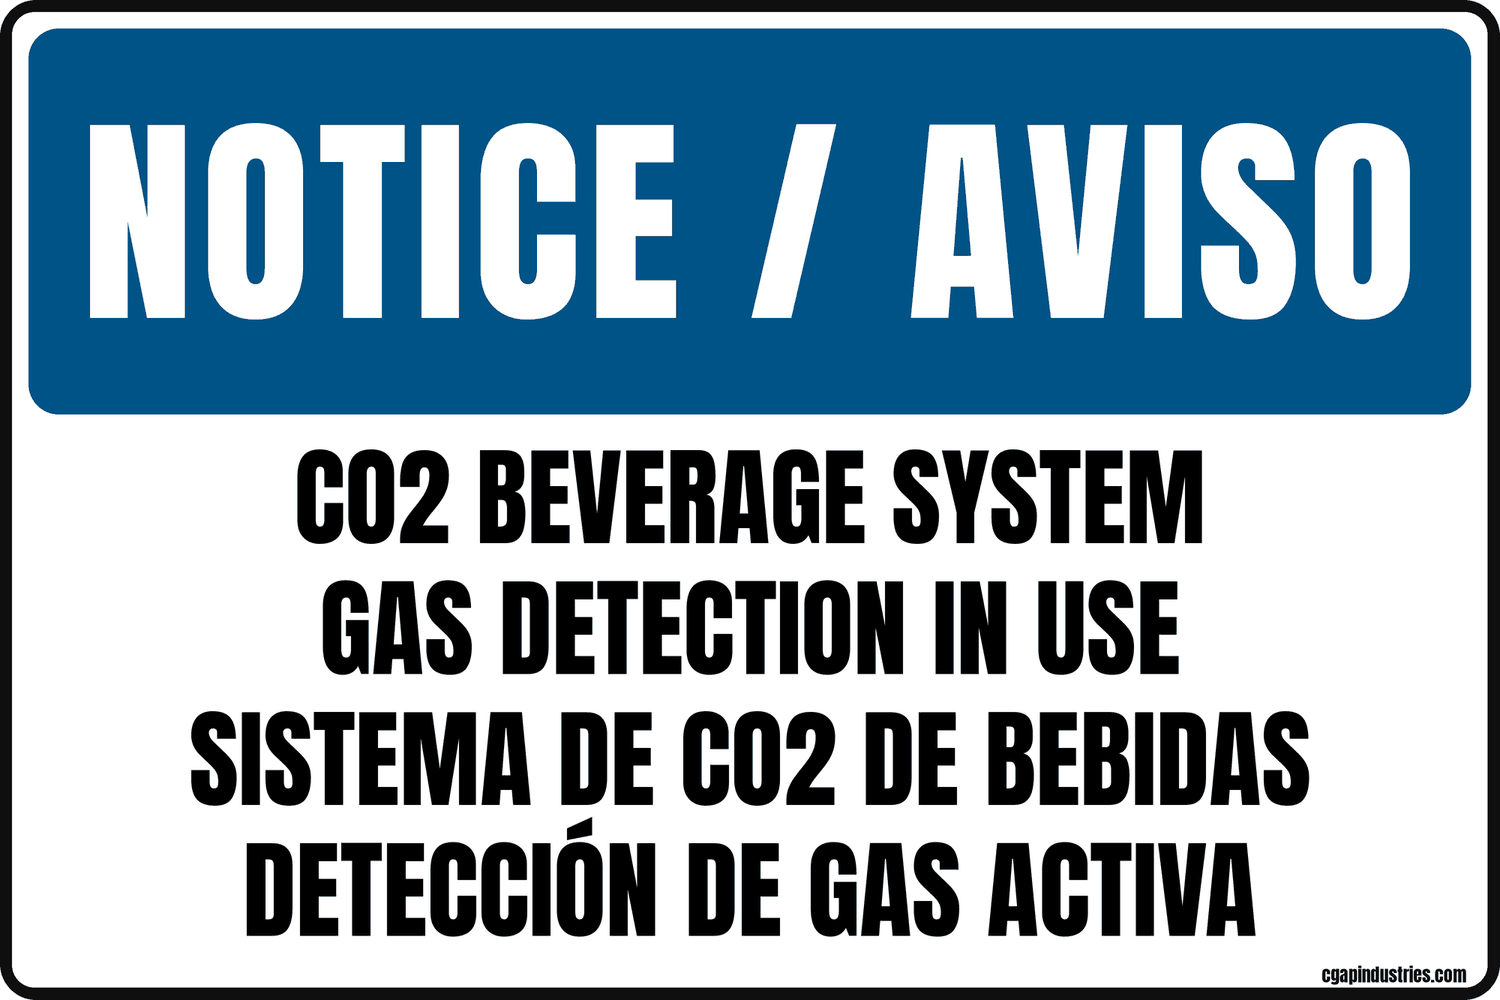 NOTICE / AVISO
CO2 BEVERAGE SYSTEM
GAS DETECTION IN USE
SISTEMA DE CO2 DE BEBIDAS
DETECCIÓN DE GAS ACTIVA
cgapindustries.com